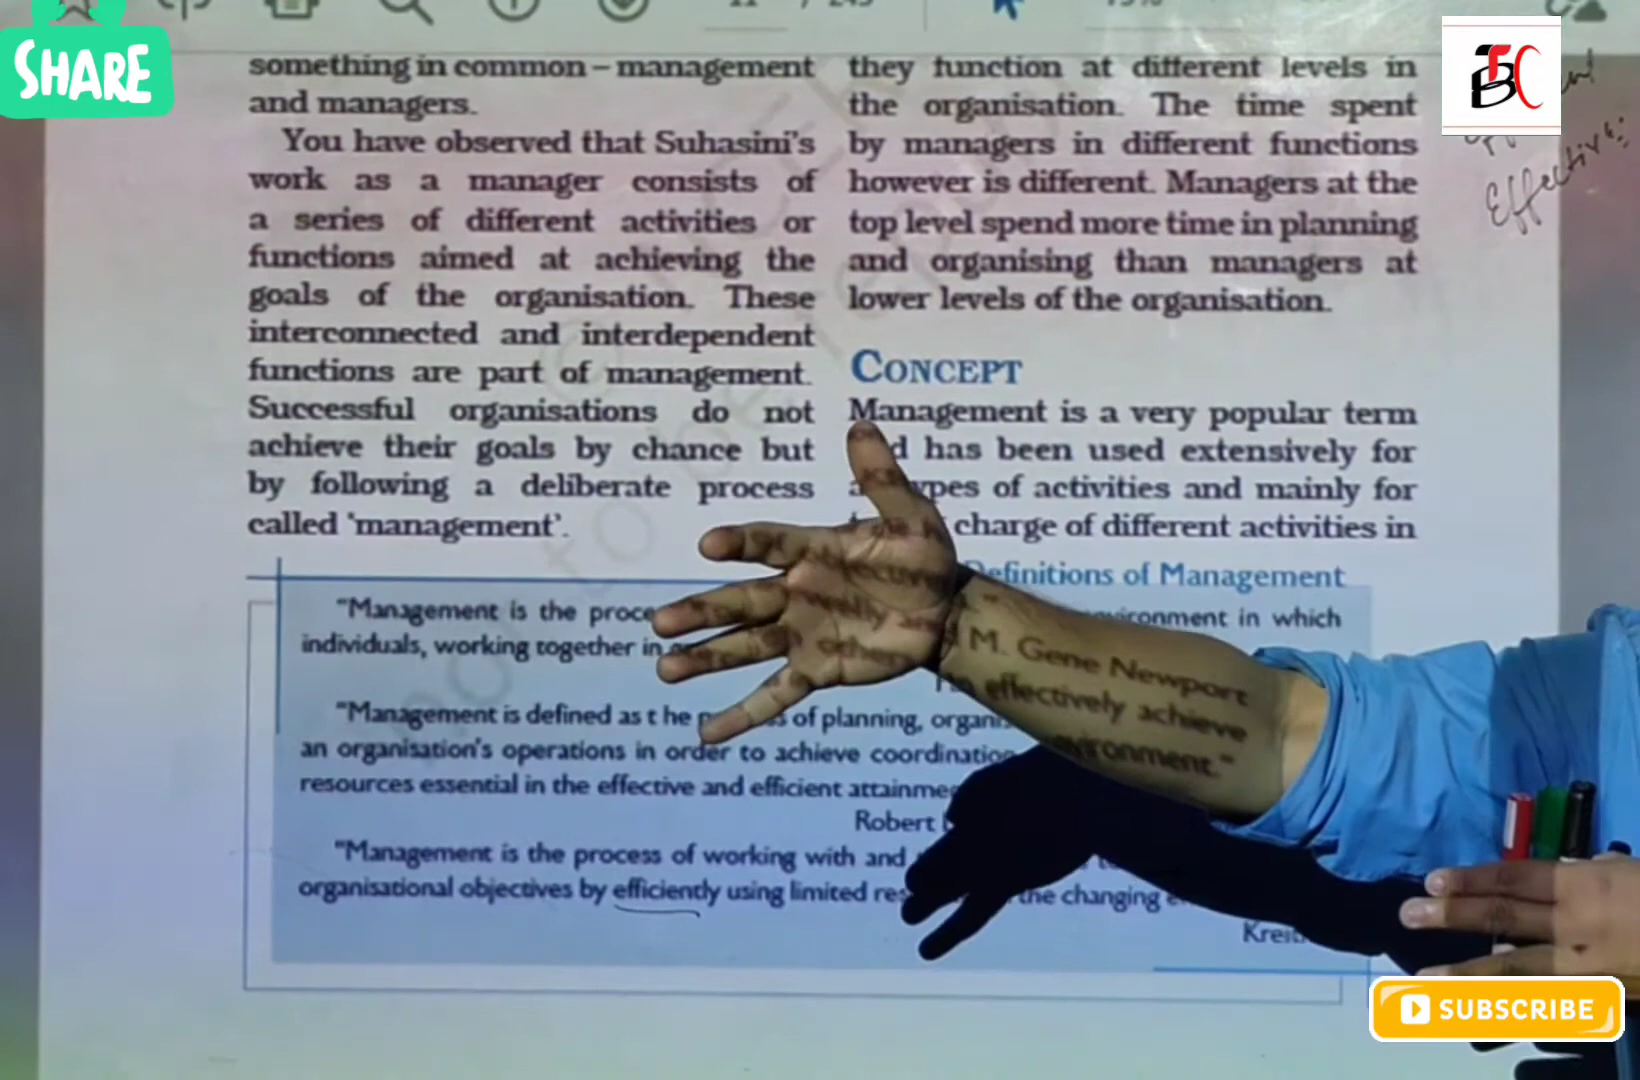 SHARE
something in common – management
and managers.
You have observed that Suhasini's
work as a manager consists of
a series of different activities or
functions aimed at achieving the
goals of the organisation. These
interconnected and interdependent
functions are part of management.
Successful organisations do not
achieve their goals by chance but
by following a deliberate process
called 'management'.
they function at different levels in
the organisation. The time spent
by managers in different functions
however is different. Managers at the
top level spend more time in planning
and organising than managers at
lower levels of the organisation.
CONCEPT
Management is a very popular term
has been used extensively for
of activities and mainly for
charge of different activities in
Definitions of Management
"Management is the in which
individuals, working together in
M. Gene Newport
"Management is defined as t he of planning,
an organisation's operations in order to achieve
resources essential in the effective and efficient
effectively achieve
Robert
"Management is the process of working with and
organisational objectives by efficiently using limited the changing
Effective:
SUBSCRIBE